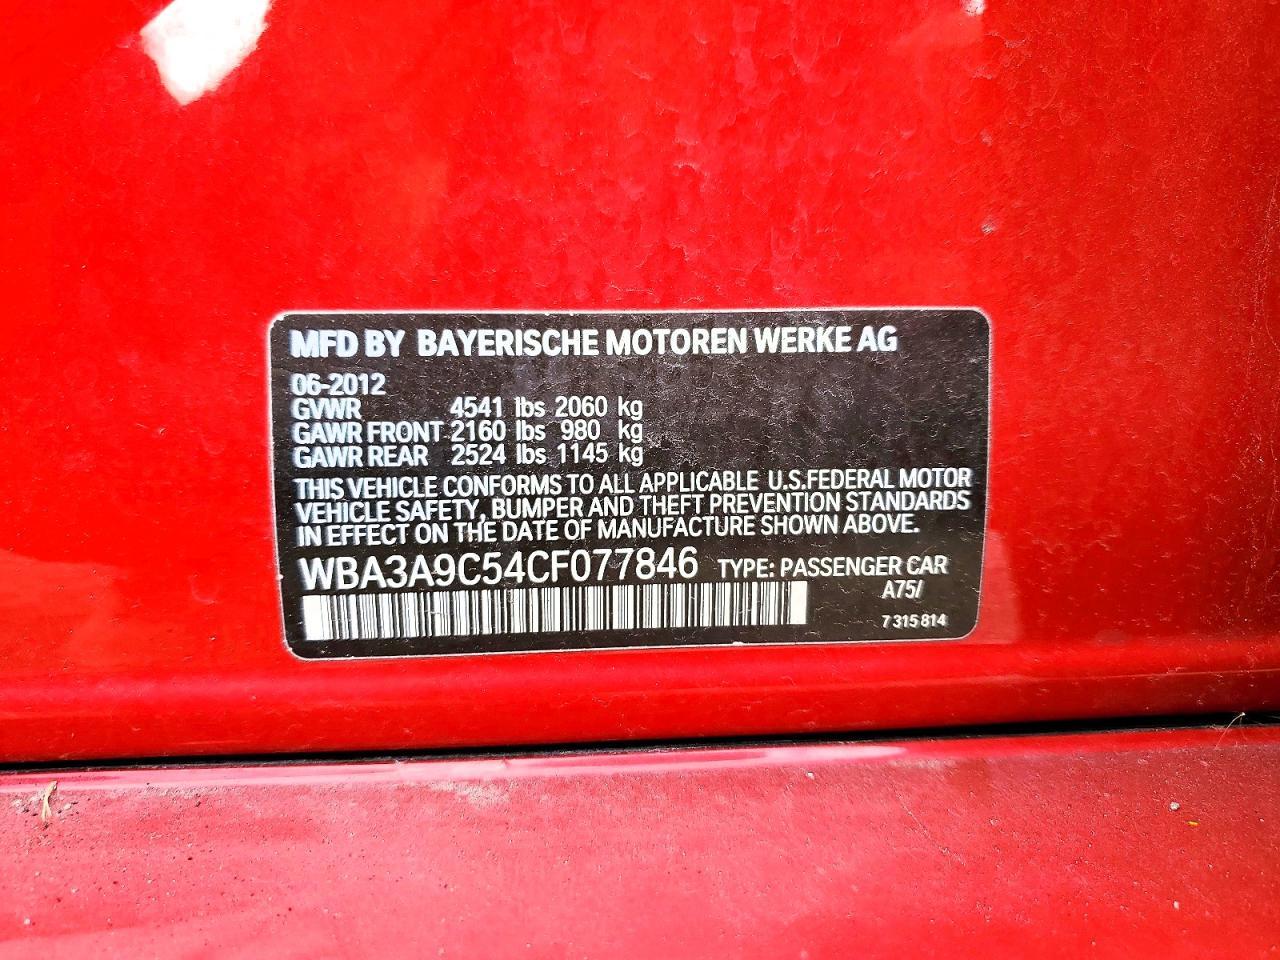 MFD BY BAYERISCHE MOTOREN WERKE AG
06-2012
GVWR 4541 lbs 2060 kg
GAWR FRONT 2160 lbs 980 kg
GAWR REAR 2524 lbs 1145 kg
THIS VEHICLE CONFORMS TO ALL APPLICABLE U.S.FEDERAL MOTOR
VEHICLE SAFETY, BUMPER AND THEFT PREVENTION STANDARDS
IN EFFECT ON THE DATE OF MANUFACTURE SHOWN ABOVE.
WBA3A9C54CF077846 TYPE: PASSENGER CAR
A75/
7 315 814